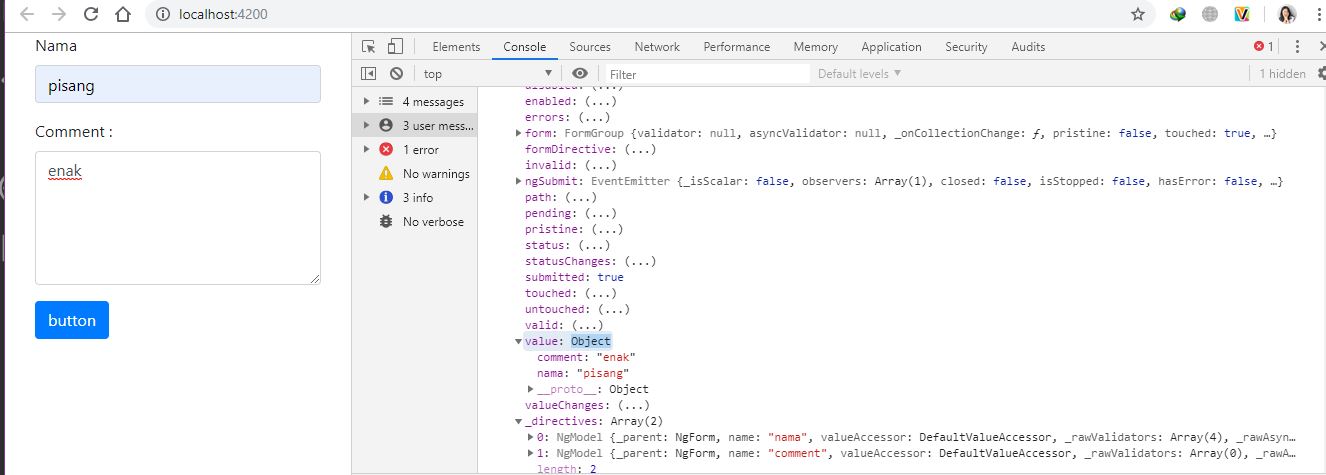 localhost:4200
Nama
pisang
Comment :
enak
button
Elements Console Sources Network Performance Memory Application Security Audits 1
top Filter Default levels 1 hidden
4 messages
3 user mess...
1 error
No warnings
3 info
No verbose
disabled: (...)
enabled: (...)
errors: (...)
form: FormGroup {validator: null, asyncValidator: null, _onCollectionChange: ƒ, pristine: false, touched: true, …}
formDirective: (...)
invalid: (...)
ngSubmit: EventEmitter {_isScalar: false, observers: Array(1), closed: false, isStopped: false, hasError: false, …}
path: (...)
pending: (...)
pristine: (...)
status: (...)
statusChanges: (...)
submitted: true
touched: (...)
untouched: (...)
valid: (...)
value: Object
comment: "enak"
nama: "pisang"
__proto__: Object
valueChanges: (...)
_directives: Array(2)
0: NgModel {_parent: NgForm, name: "nama", valueAccessor: DefaultValueAccessor, _rawValidators: Array(4), _rawAsyn…
1: NgModel {_parent: NgForm, name: "comment", valueAccessor: DefaultValueAccessor, _rawValidators: Array(0), _rawA…
length: 2